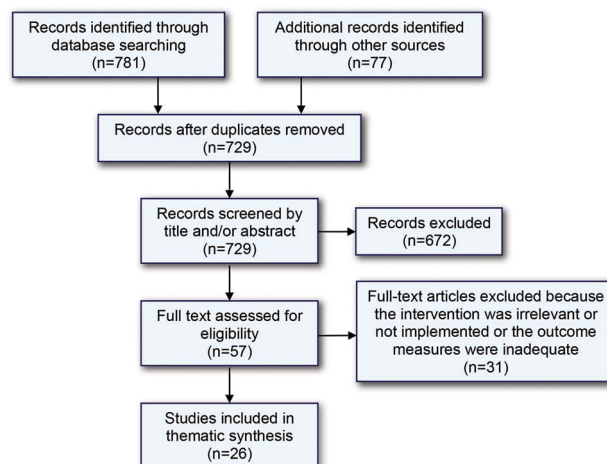 Records identified through
database searching
(n=781)
Additional records identified
through other sources
(n=77)
Records after duplicates removed
(n=729)
Records screened by
title and/or abstract
(n=729)
Records excluded
(n=672)
Full text assessed for
eligibility
(n=57)
Full-text articles excluded because
the intervention was irrelevant or
not implemented or the outcome
measures were inadequate
(n=31)
Studies included in
thematic synthesis
(n=26)